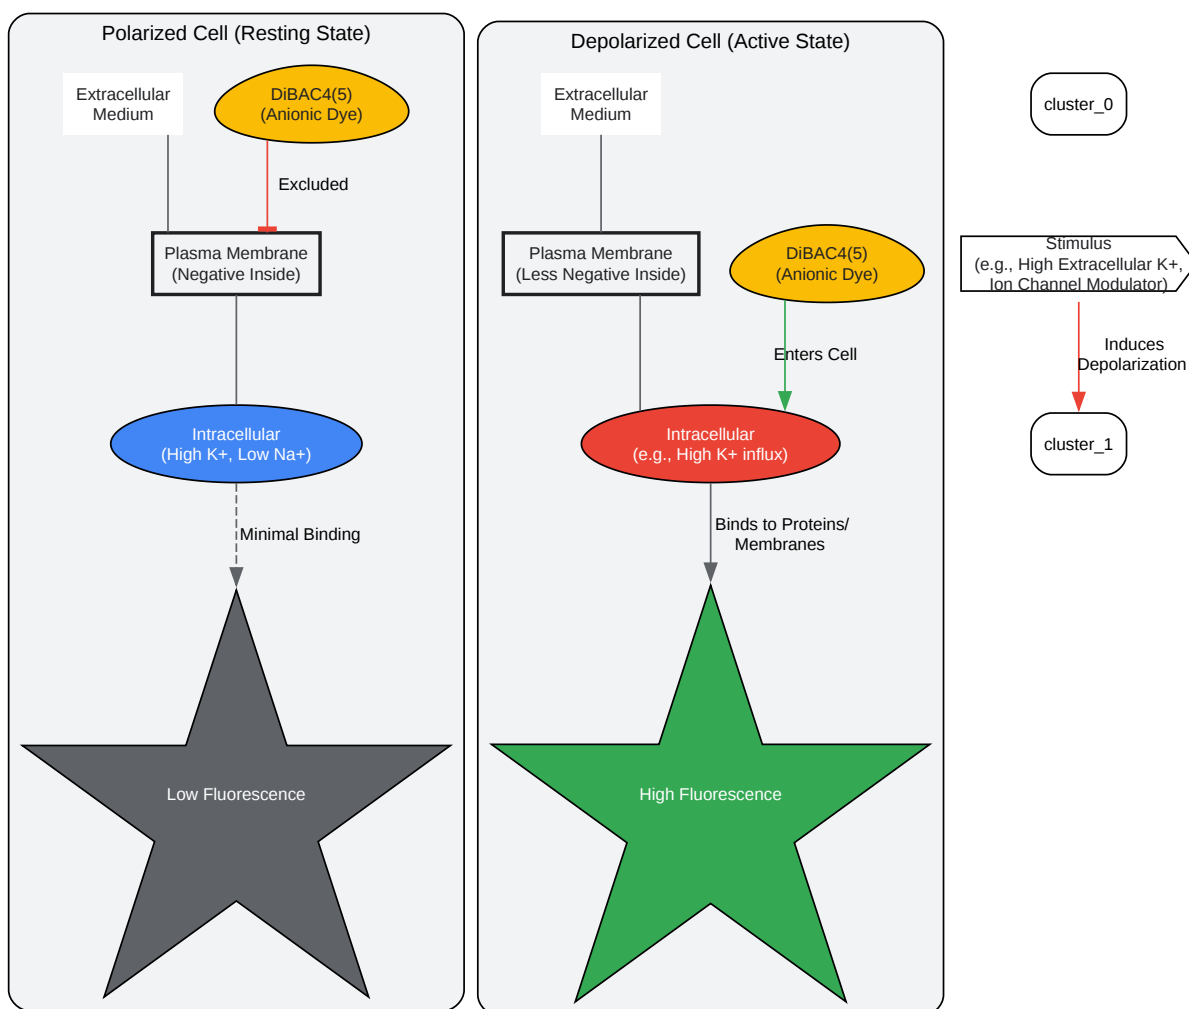 Polarized Cell (Resting State)
Extracellular
Medium
DiBAC4(5)
(Anionic Dye)
Excluded
Plasma Membrane
(Negative Inside)
Intracellular
(High K+, Low Na+)
Minimal Binding
Low Fluorescence
Depolarized Cell (Active State)
Extracellular
Medium
Plasma Membrane
(Less Negative Inside)
DiBAC4(5)
(Anionic Dye)
Enters Cell
Intracellular
(e.g., High K+ influx)
Binds to Proteins/
Membranes
High Fluorescence
cluster_0
Stimulus
(e.g., High Extracellular K+,
Ion Channel Modulator)
Induces
Depolarization
cluster_1